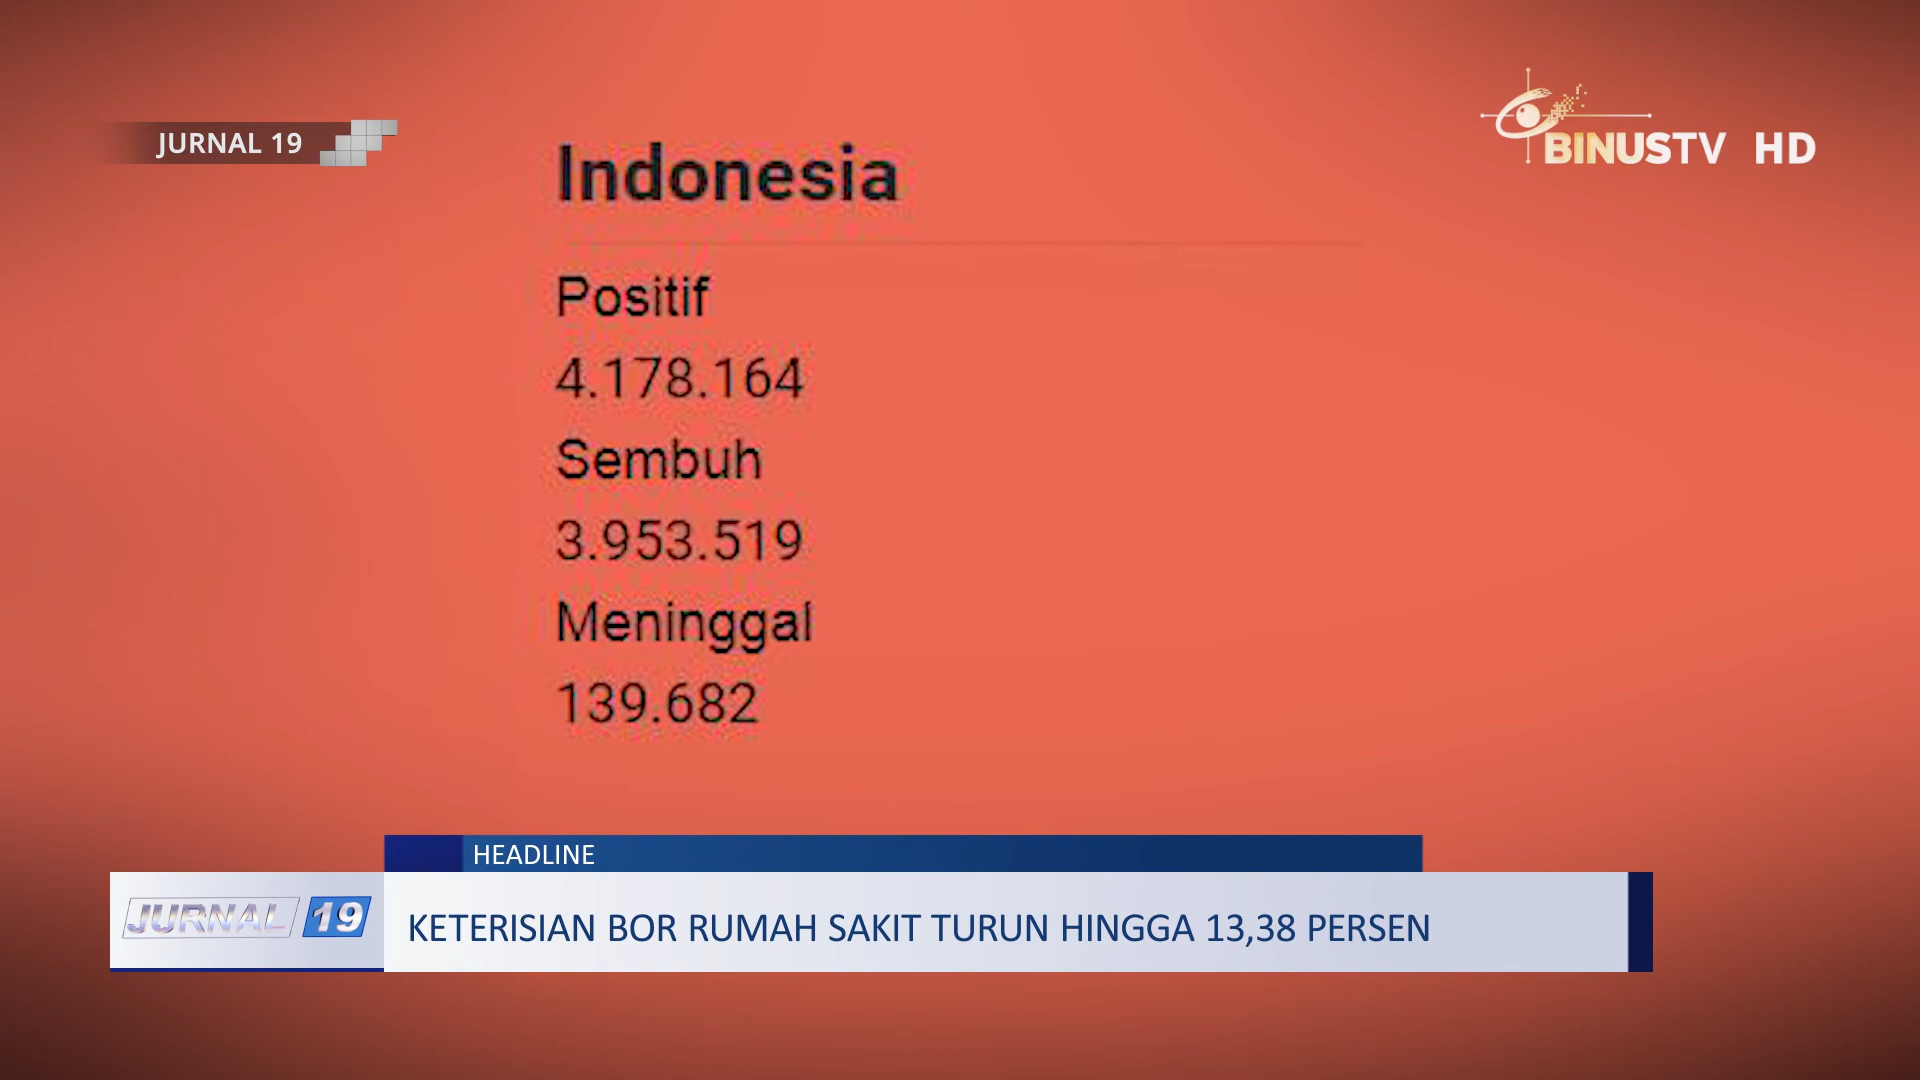 JURNAL 19
BINUSTV HD
Indonesia
Positif
4.178.164
Sembuh
3.953.519
Meninggal
139.682
HEADLINE
JURNAL 19
KETERISIAN BOR RUMAH SAKIT TURUN HINGGA 13,38 PERSEN